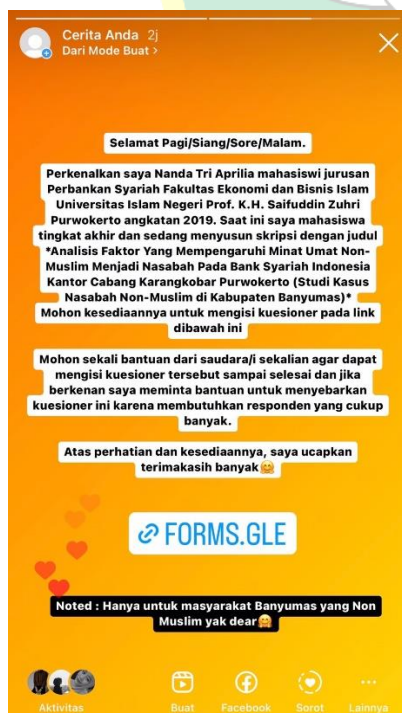 Cerita Anda 2j
Dari Mode Buat >
Selamat Pagi/Siang/Sore/Malam.
Perkenalkan saya Nanda Tri Aprilia mahasiswi jurusan
Perbankan Syariah Fakultas Ekonomi dan Bisnis Islam
Universitas Islam Negeri Prof. K.H. Saifuddin Zuhri
Purwokerto angkatan 2019. Saat ini saya mahasiswa
tingkat akhir dan sedang menyusun skripsi dengan judul
*Analisis Faktor Yang Mempengaruhi Minat Umat Non-
Muslim Menjadi Nasabah Pada Bank Syariah Indonesia
Kantor Cabang Karangkobar Purwokerto (Studi Kasus
Nasabah Non-Muslim di Kabupaten Banyumas)*
Mohon kesediaannya untuk mengisi kuesioner pada link
dibawah ini
Mohon sekali bantuan dari saudara/i sekalian agar dapat
mengisi kuesioner tersebut sampai selesai dan jika
berkenan saya meminta bantuan untuk menyebarkan
kuesioner ini karena membutuhkan responden yang cukup
banyak.
Atas perhatian dan kesediaannya, saya ucapkan
terimakasih banyak🤗
FORMS.GLE
Noted : Hanya untuk masyarakat Banyumas yang Non
Muslim yak dear🤗
Aktivitas
Buat
Facebook
Sorot
Lainnya